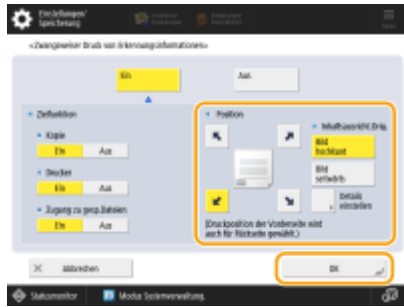 Einstellungen/
Speicherung
<Zwangsweiser Druck von Erkennungsinformationen>
Ein
Aus
Zielfunktion
Kopie
Ein
Aus
Drucker
Ein
Aus
Zugang zu gesp.Dateien
Ein
Aus
Position
Inhaltsausricht.Orig.
Bild
hochkant
Bild
seitwärts
Details
einstellen
(Druckposition der Vorderseite wird
auch für Rückseite gewählt.)
Abbrechen
OK
Statusmonitor
Modus Systemverwaltung.